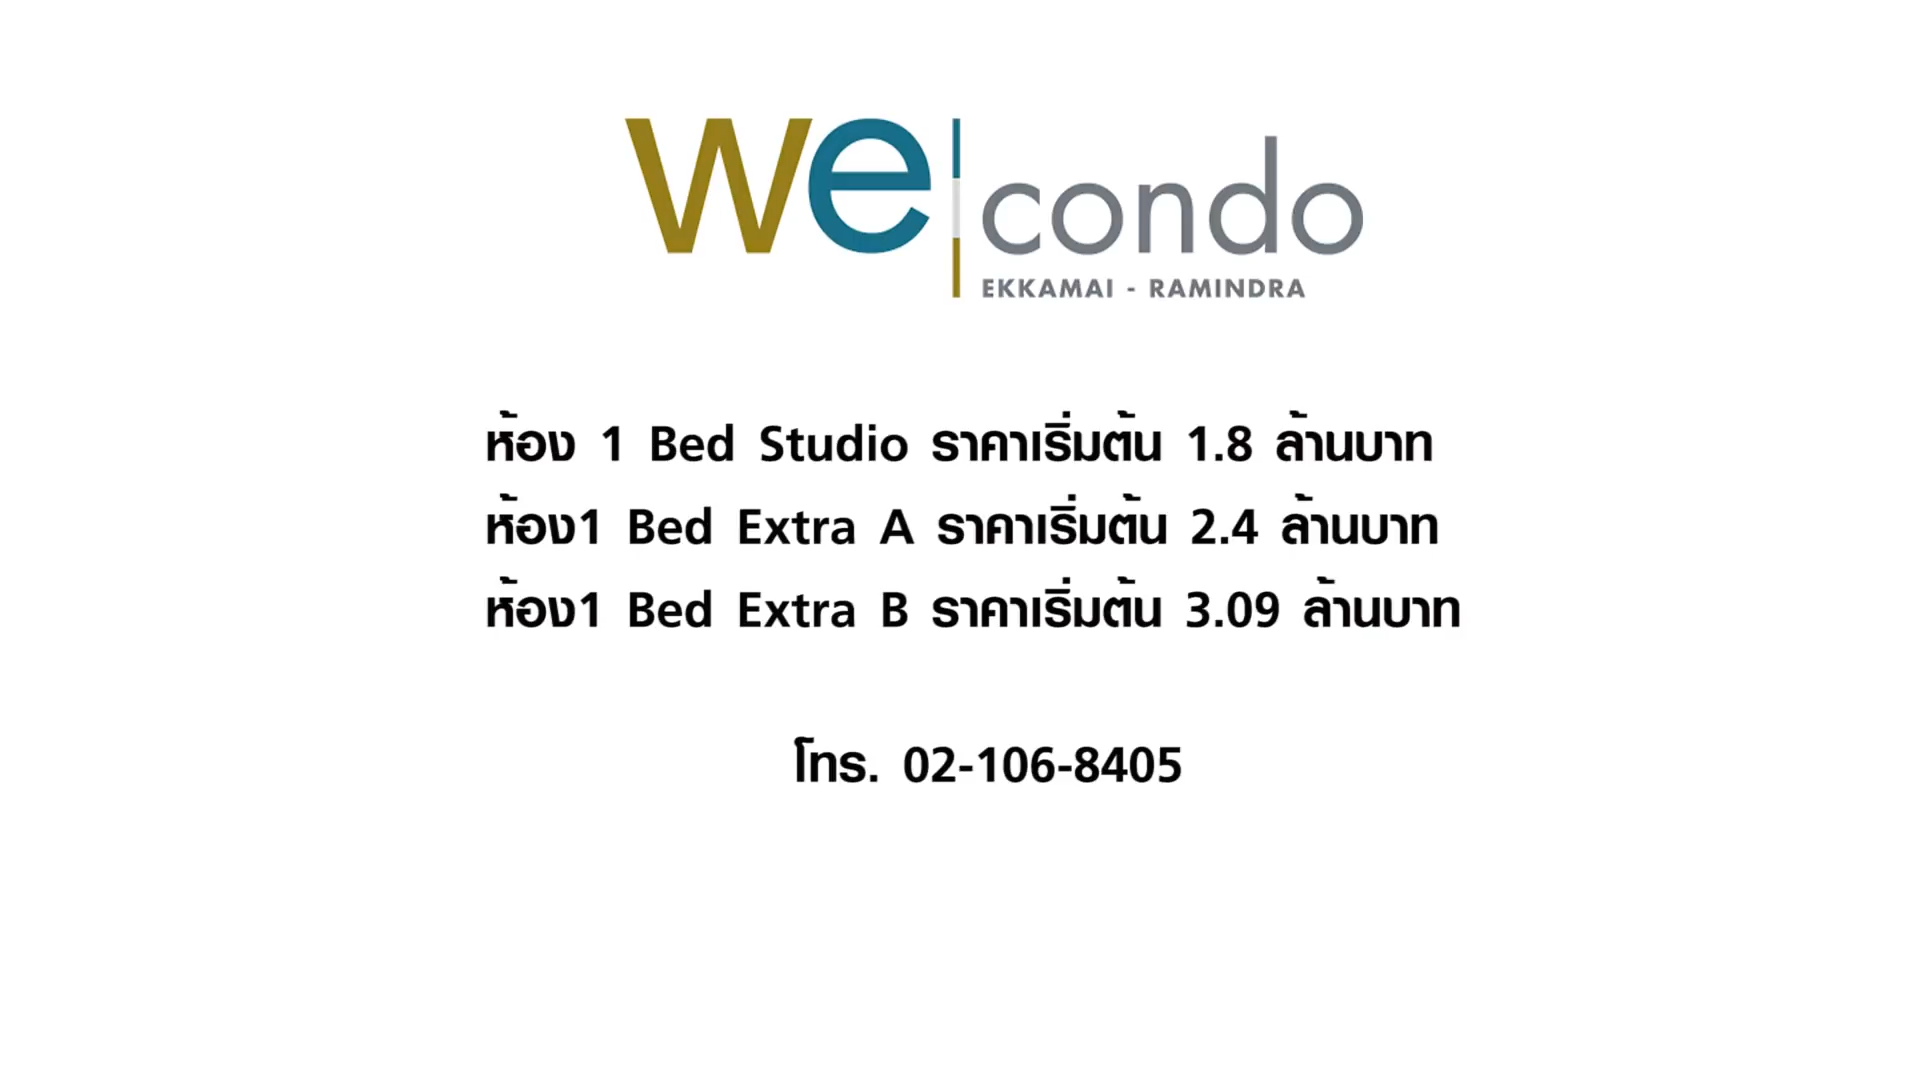 we condo
EKKAMAI - RAMINDRA
ห้อง 1 Bed Studio ราคาเริ่มต้น 1.8 ล้านบาท
ห้อง1 Bed Extra A ราคาเริ่มต้น 2.4 ล้านบาท
ห้อง1 Bed Extra B ราคาเริ่มต้น 3.09 ล้านบาท
โทร. 02-106-8405